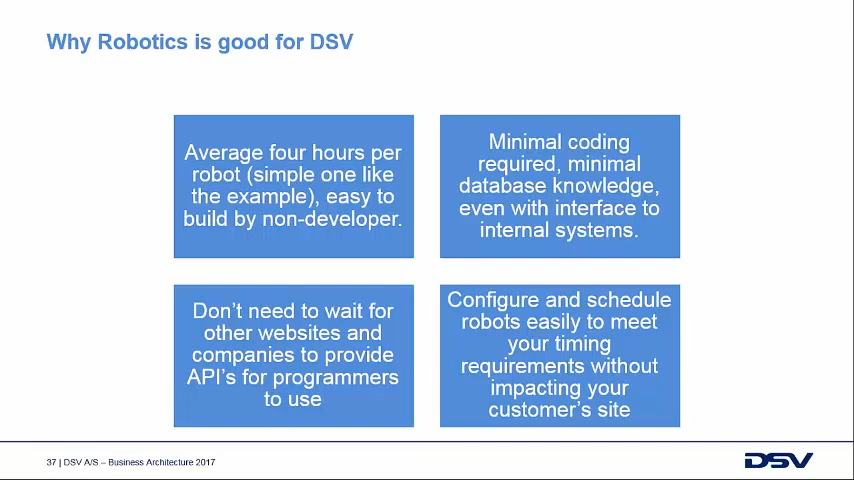 Why Robotics is good for DSV
Average four hours per
robot (simple one like
the example), easy to
build by non-developer.
Minimal coding
required, minimal
database knowledge,
even with interface to
internal systems.
Don't need to wait for
other websites and
companies to provide
API's for programmers
to use
Configure and schedule
robots easily to meet
your timing
requirements without
impacting your
customer's site
37 | DSV A/S – Business Architecture 2017
DSV